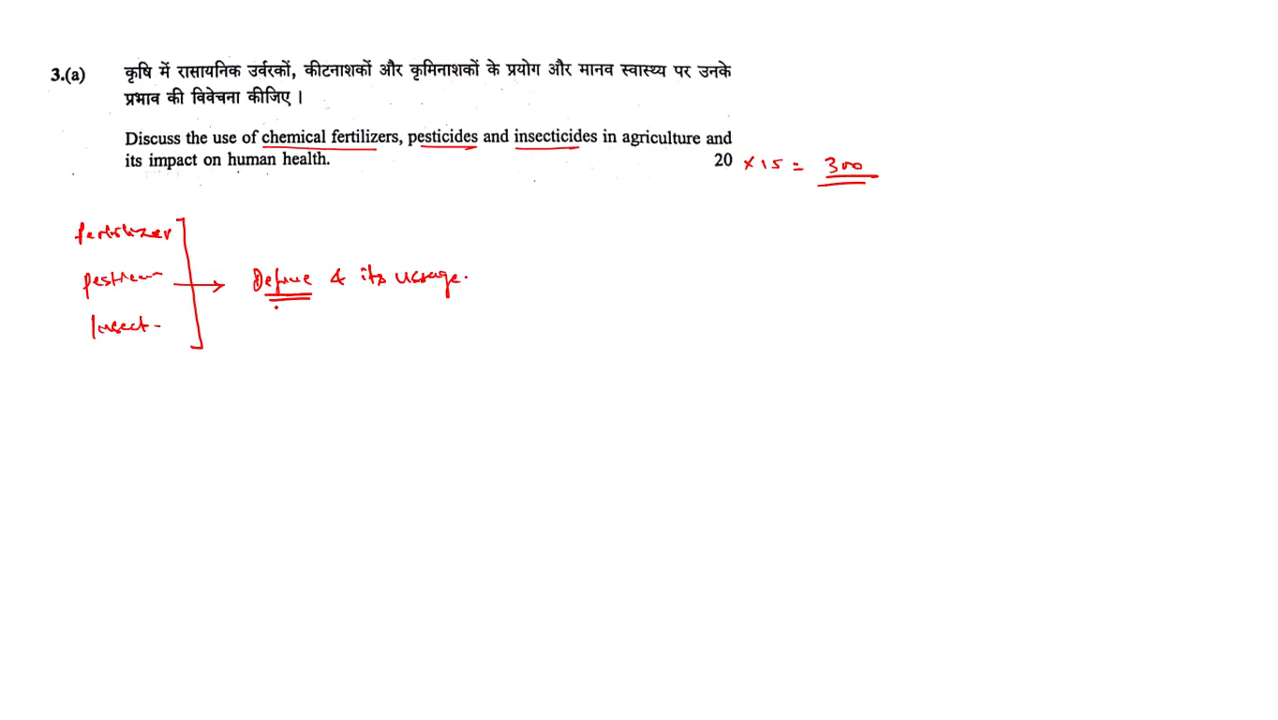 3.(a) कृषि में रासायनिक उर्वरकों, कीटनाशकों और कृमिनाशकों के प्रयोग और मानव स्वास्थ्य पर उनके
प्रभाव की विवेचना कीजिए ।
Discuss the use of chemical fertilizers, pesticides and insecticides in agriculture and
its impact on human health. 20 × 15 = 300
fertilizer
Define & its usage.
Insect-